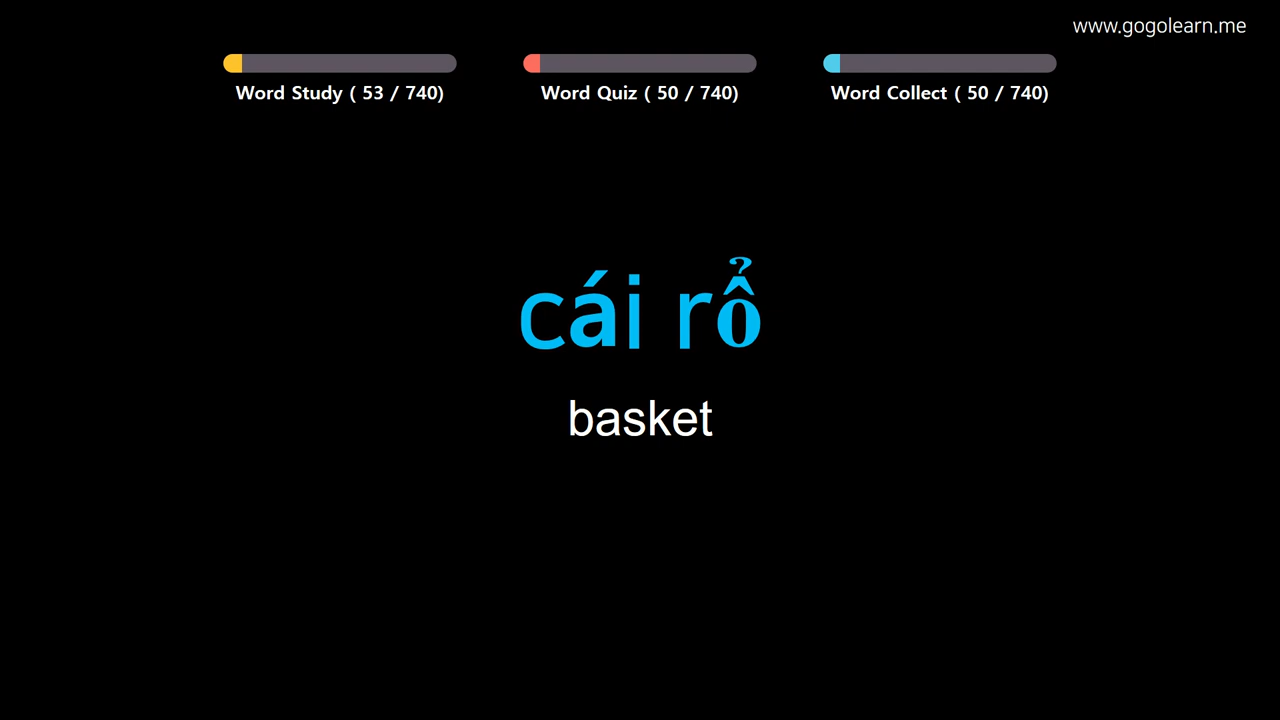 www.gogolearn.me
Word Study ( 53 / 740)
Word Quiz ( 50 / 740)
Word Collect ( 50 / 740)
cái rổ
basket